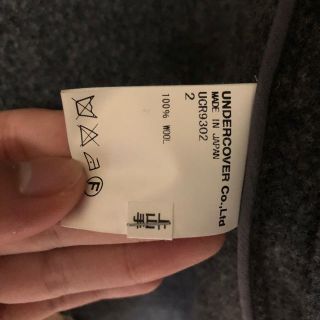 UNDERCOVER Co.,Ltd
MADE IN JAPAN
UCR9302
2
100% WOOL
F